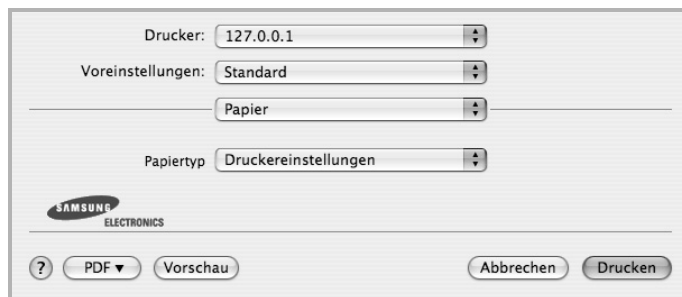 Drucker: 127.0.0.1
Voreinstellungen: Standard
Papier
Papiertyp Druckereinstellungen
SAMSUNG
ELECTRONICS
? PDF ▼ Vorschau Abbrechen Drucken